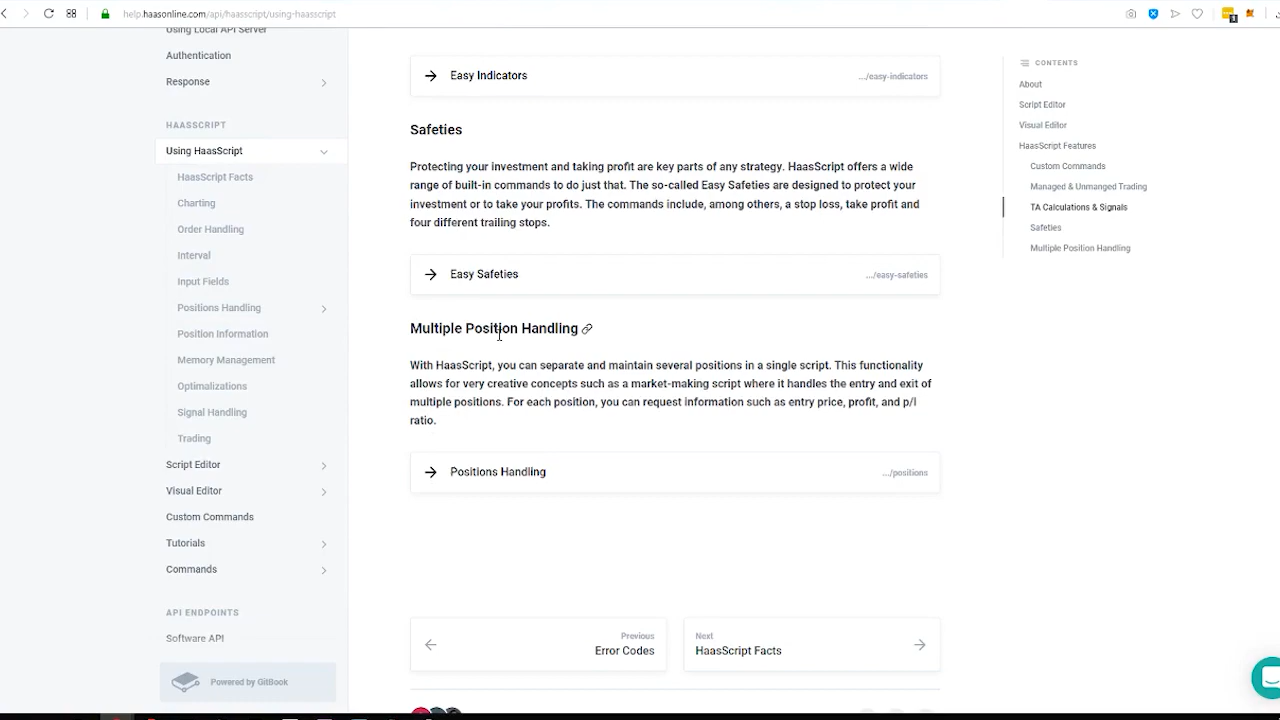 help.haasonline.com/api/haasscript/using-haasscript
3
Using Local API Server
Authentication
Response
HAASSCRIPT
Using HaasScript
HaasScript Facts
Charting
Order Handling
Interval
Input Fields
Positions Handling
Position Information
Memory Management
Optimalizations
Signal Handling
Trading
Script Editor
Visual Editor
Custom Commands
Tutorials
Commands
API ENDPOINTS
Software API
Powered by GitBook
Easy Indicators
.../easy-indicators
Safeties
Protecting your investment and taking profit are key parts of any strategy. HaasScript offers a wide
range of built-in commands to do just that. The so-called Easy Safeties are designed to protect your
investment or to take your profits. The commands include, among others, a stop loss, take profit and
four different trailing stops.
Easy Safeties
.../easy-safeties
Multiple Position Handling
With HaasScript, you can separate and maintain several positions in a single script. This functionality
allows for very creative concepts such as a market-making script where it handles the entry and exit of
multiple positions. For each position, you can request information such as entry price, profit, and p/l
ratio.
Positions Handling
.../positions
Previous
Error Codes
Next
HaasScript Facts
CONTENTS
About
Script Editor
Visual Editor
HaasScript Features
Custom Commands
Managed & Unmanged Trading
TA Calculations & Signals
Safeties
Multiple Position Handling